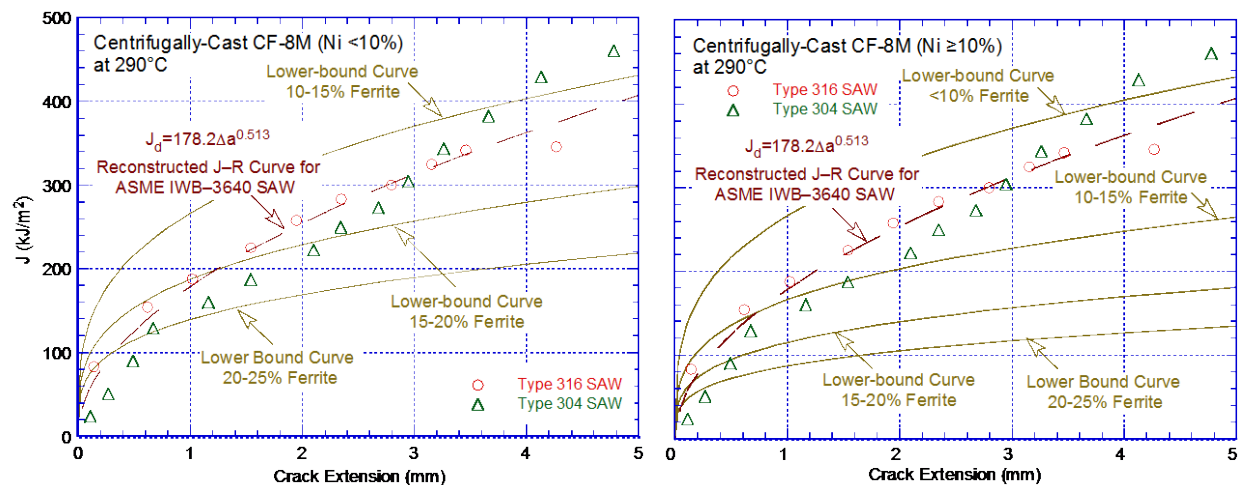 Centrifugally-Cast CF-8M (Ni <10%)
at 290°C
Lower-bound Curve
10-15% Ferrite
J_d=178.2Δa^0.513
Reconstructed J–R Curve for
ASME IWB–3640 SAW
Lower-bound Curve
15-20% Ferrite
Lower Bound Curve
20-25% Ferrite
Type 316 SAW
Type 304 SAW
J (kJ/m²)
500
400
300
200
100
0
0 1 2 3 4 5
Crack Extension (mm)
Centrifugally-Cast CF-8M (Ni ≥10%)
at 290°C
Type 316 SAW
Type 304 SAW
Lower-bound Curve
<10% Ferrite
J_d=178.2Δa^0.513
Reconstructed J–R Curve for
ASME IWB–3640 SAW
Lower-bound Curve
10-15% Ferrite
Lower-bound Curve
15-20% Ferrite
Lower Bound Curve
20-25% Ferrite
0 1 2 3 4 5
Crack Extension (mm)